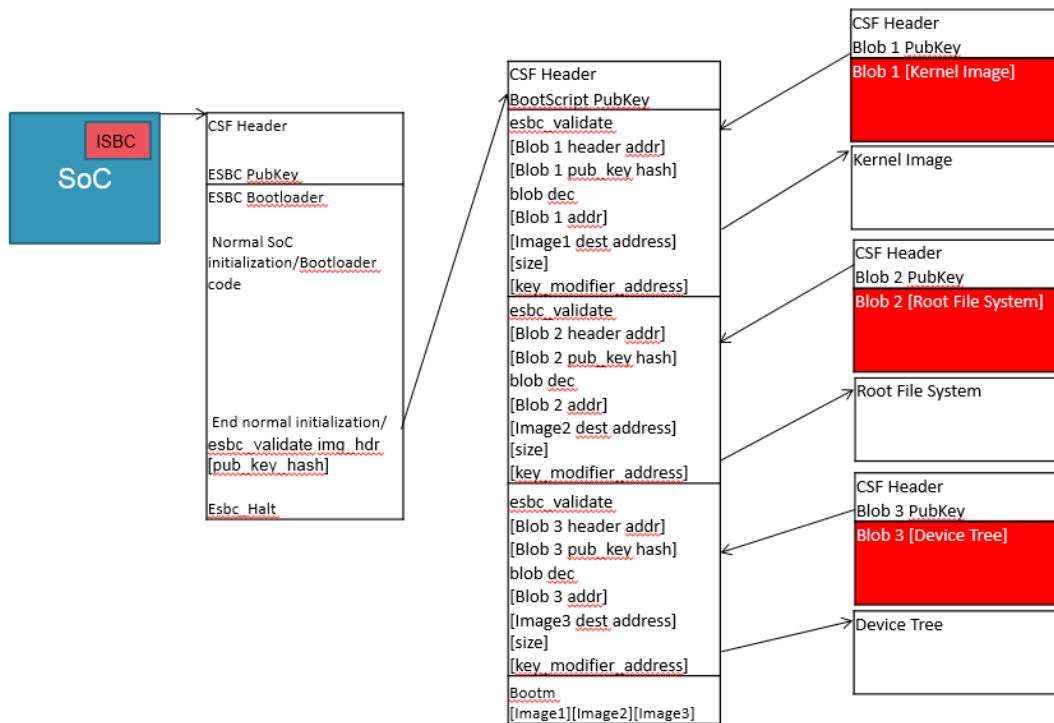 ISBC
SoC
CSF Header
ESBC PubKey
ESBC Bootloader
Normal SoC
initialization/Bootloader
code
End normal initialization/
esbc_validate img_hdr
[pub_key_hash]
Esbc_Halt
CSF Header
BootScript PubKey
esbc_validate
[Blob 1 header addr]
[Blob 1 pub_key hash]
blob dec
[Blob 1 addr]
[Image1 dest address]
[size]
[key_modifier_address]
esbc_validate
[Blob 2 header addr]
[Blob 2 pub_key hash]
blob dec
[Blob 2 addr]
[Image2 dest address]
[size]
[key_modifier_address]
esbc_validate
[Blob 3 header addr]
[Blob 3 pub_key hash]
blob dec
[Blob 3 addr]
[Image3 dest address]
[size]
[key_modifier_address]
Bootm
[Image1][Image2][Image3]
CSF Header
Blob 1 PubKey
Blob 1 [Kernel Image]
Kernel Image
CSF Header
Blob 2 PubKey
Blob 2 [Root File System]
Root File System
CSF Header
Blob 3 PubKey
Blob 3 [Device Tree]
Device Tree